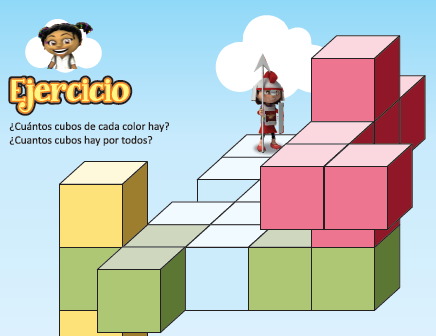 Ejercicio
¿Cuántos cubos de cada color hay?
¿Cuantos cubos hay por todos?